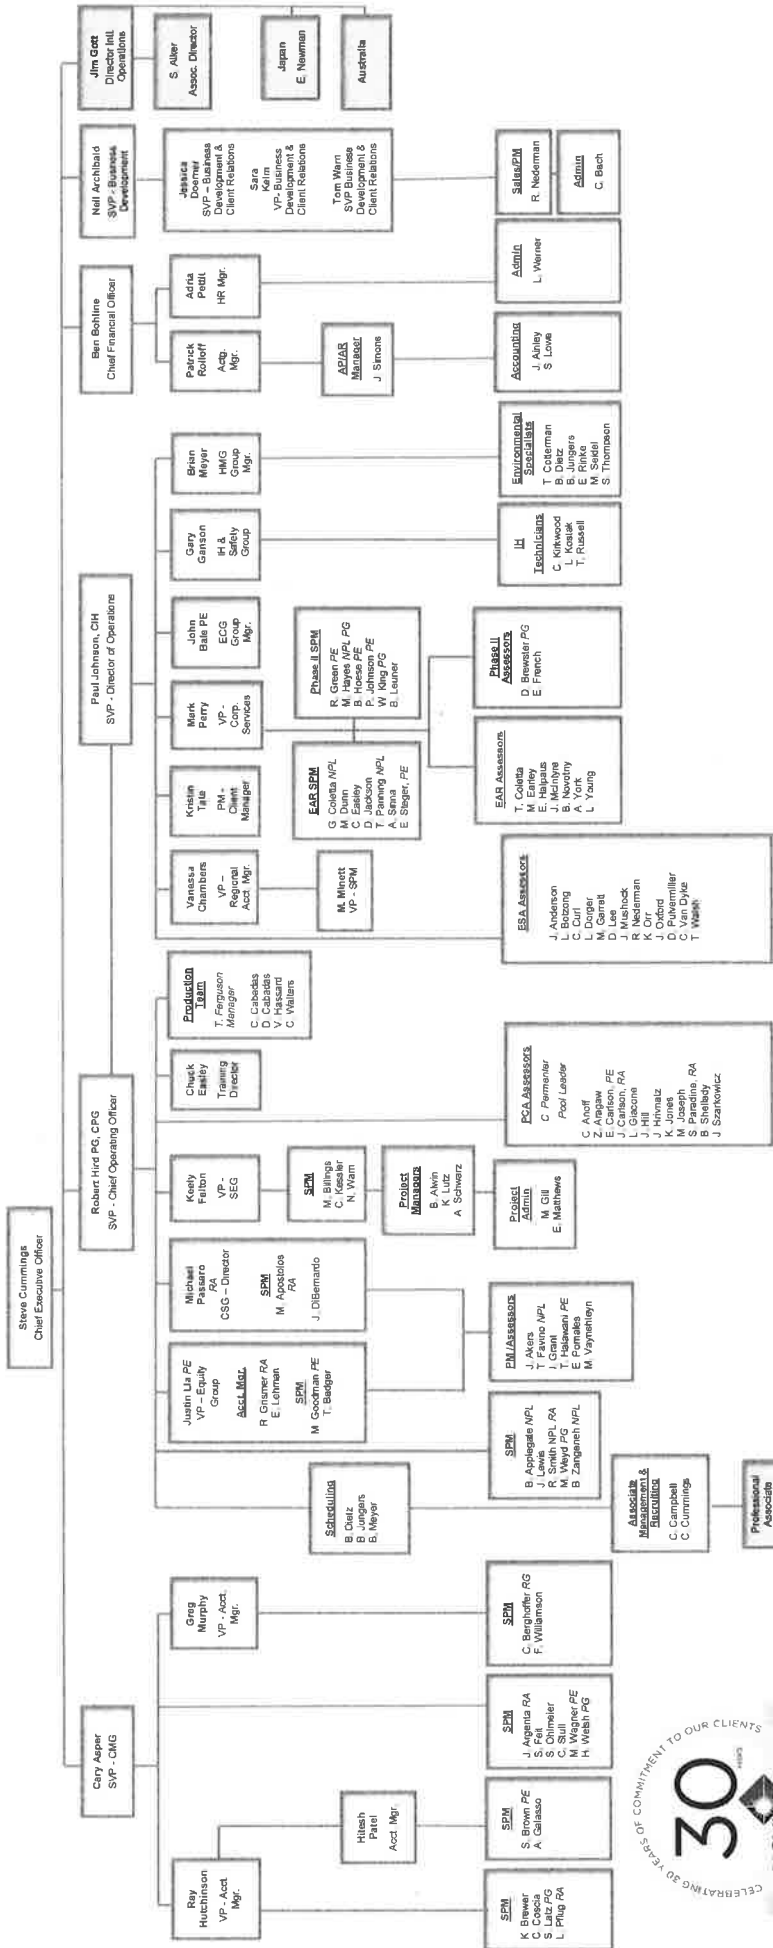 Steve Cummings
Chief Executive Officer
Cary Asper
SVP - CMG
Robert Hird PG, CPG
SVP - Chief Operating Officer
Paul Johnson, CIH
SVP - Director of Operations
Ben Bohline
Chief Financial Officer
Neil Archibald
SVP - Business
Development
Jim Gott
Director Intl.
Operations
Ray
Hutchinson
VP - Acct.
Mgr.
Greg
Murphy
VP - Acct.
Mgr.
Hitesh
Patel
Acct Mgr.
SPM
K Brewer
C. Coscia
S. Latz PG
L. Pflug RA
SPM
S. Brown PE
A. Galasso
SPM
J. Argenta RA
S. Feit
S. Ohlmeier
C. Stull
M. Wagner PE
H. Welsh PG
SPM
C. Berghoffer RG
F. Williamson
Scheduling
B. Dietz
B. Jungers
B. Meyer
Associate
Management &
Recruiting
C. Campbell
C. Cummings
Professional
Associate
SPM
B. Applegate NPL
J. Lewis
R. Smith NPL RA
M. Weyd PG
B Zanganeh NPL
Justin Lia PE
VP – Equity
Group
Acct. Mgr.
R Grismer RA
E. Lehman
SPM
M Goodman PE
T. Badger
Michael
Passaro
RA
CSG – Director
SPM
M. Apostolos
RA
J. DiBernardo
PM /Assessors
J. Akers
T Favino NPL
J. Grant
T. Halawani PE
E Pornales
M. Vaynshteyn
Keely
Felton
VP -
SEG
SPM
M. Billings
C. Kessler
N. Warn
Project
Managers
B. Alwin
K. Lutz
A Schwarz
Project
Admin
M Gill
E. Matthews
Chuck
Easley
Training
Director
Production
Team
T. Ferguson
Manager
C. Cabadas
D. Cabadas
V. Hassard
C. Walters
PCA Assessors
C Parmenter
Pool Leader
C. Anoff
Z. Aragaw
E. Carlson, PE
J. Carlson, RA
L. Giacone
J. Hill
J Hrivnatz
K. Jones
M Joseph
S. Paradine, RA
B. Shellady
J Szarkowicz
Vanessa
Chambers
VP –
Regional
Acct. Mgr.
M. Minett
VP - SPM
Kristin
Tate
PM -
Client
Manager
Mark
Perry
VP -
Corp.
Services
John
Bale PE
ECG
Group
Mgr.
Gary
Ganson
IH &
Safety
Group
Brian
Meyer
HMG
Group
Mgr.
EAR SPM
G Coletta NPL
M Dunn
C Easley
D. Jackson
T. Panning NPL
A. Sinna
E Steger, PE
Phase II SPM
R. Green PE
M. Hayes NPL PG
B. Hoese PE
P. Johnson PE
W King PG
B. Leuner
ESA Assessors
J. Anderson
L. Botzong
C. Curl
L. Dorger
M. Garrett
D. Lee
J. Mushock
R. Nederman
K. Orr
J. Oxford
D. Pulvermiller
C. Van Dyke
T. Walsh
EAR Assessors
T. Coletta
M. Earley
E. Halpaus
J. McIntyre
B. Novotny
A York
L Young
Phase II
Assessors
D. Brewster PG
E. French
IH
Technicians
C. Kirkwood
L. Kosiak
T. Russell
Environmental
Specialists
T Cotterman
B. Dietz
B. Jungers
E. Rinke
M. Seidel
S. Thompson
Patrick
Rolloff
Actg.
Mgr.
Adria
Pettit
HR Mgr.
AP/AR
Manager
J Simons
Accounting
J. Ainley
S Lowe
Admin
L. Werner
Jessica
Doerner
SVP – Business
Development &
Client Relations
Sara
Keim
VP- Business
Development &
Client Relations
Tom Warn
SVP Business
Development &
Client Relations
Sales/PM
R. Nederman
Admin
C. Bach
S. Alker
Assoc. Director
Japan
E. Newman
Australia
CELEBRATING 30 YEARS OF COMMITMENT TO OUR CLIENTS
30
YEARS